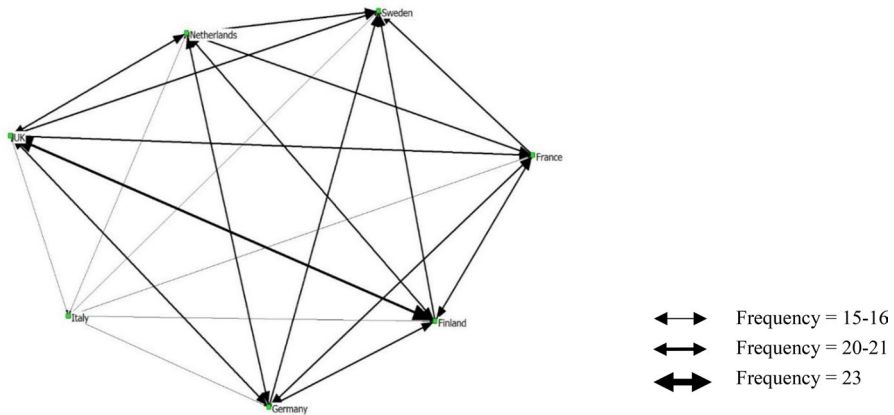 Sweden
Netherlands
UK
France
Italy
Finland
Germany
Frequency = 15-16
Frequency = 20-21
Frequency = 23